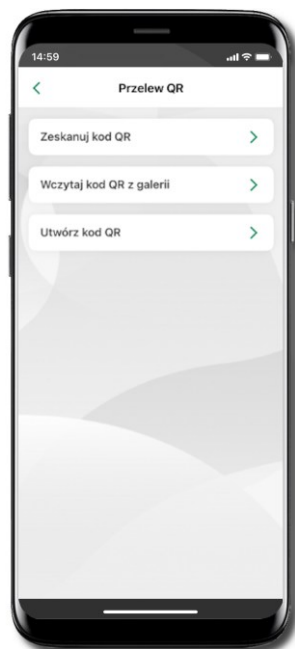 14:59
Przelew QR
Zeskanuj kod QR
Wczytaj kod QR z galerii
Utwórz kod QR